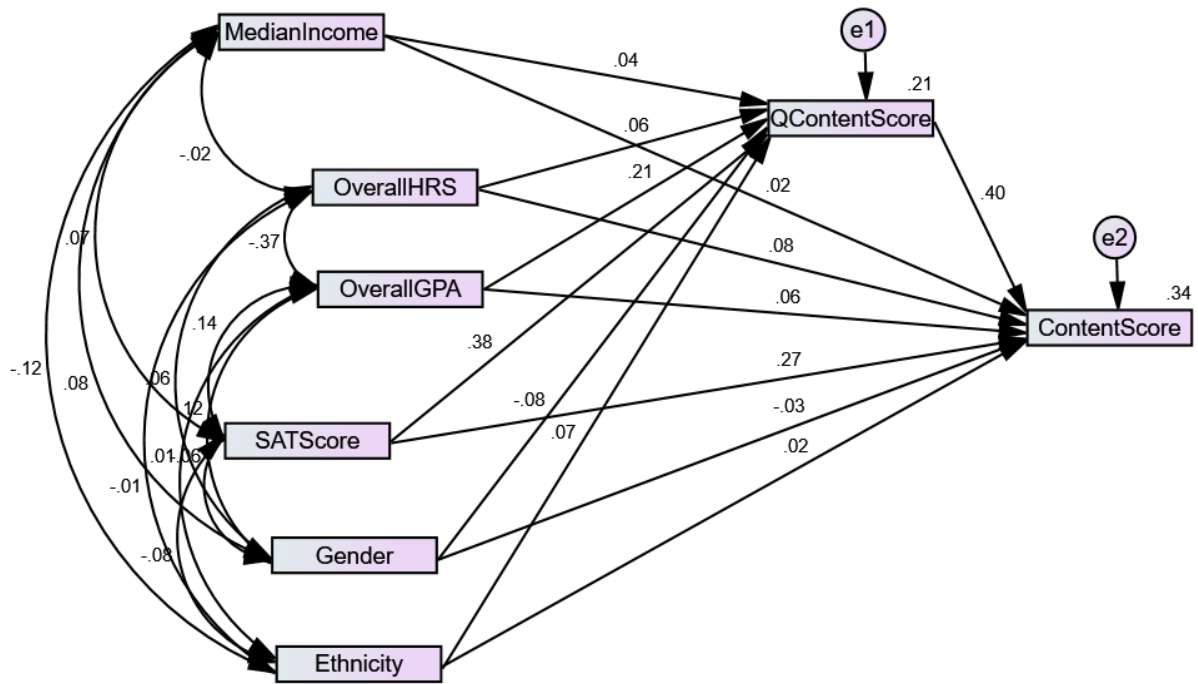 MedianIncome
e1
.04
.21
QContentScore
.06
-.02
.21
.02
OverallHRS
.40
e2
-.37
.07
.08
OverallGPA
.06
.34
ContentScore
.14
.38
.27
-.12
.08
.06
.12
-.08
-.03
SATScore
.07
.02
.01
-.06
-.01
Gender
-.08
Ethnicity